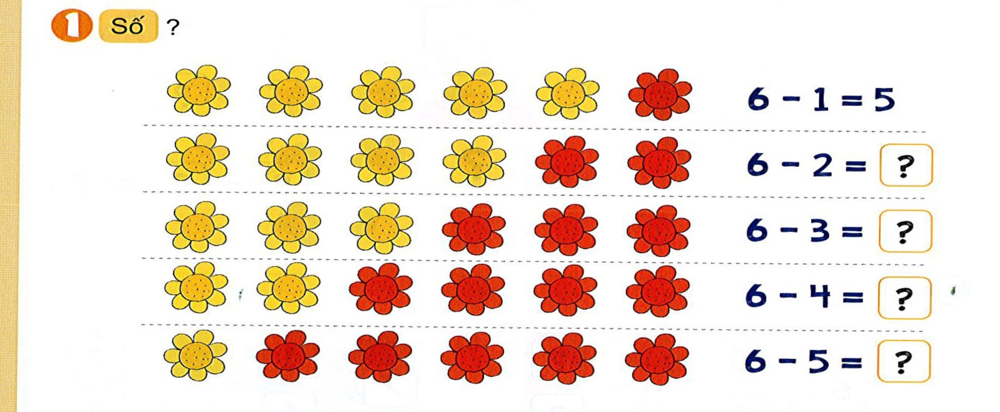 1 Số ?
6 - 1 = 5
6 - 2 = ?
6 - 3 = ?
6 - 4 = ?
6 - 5 = ?